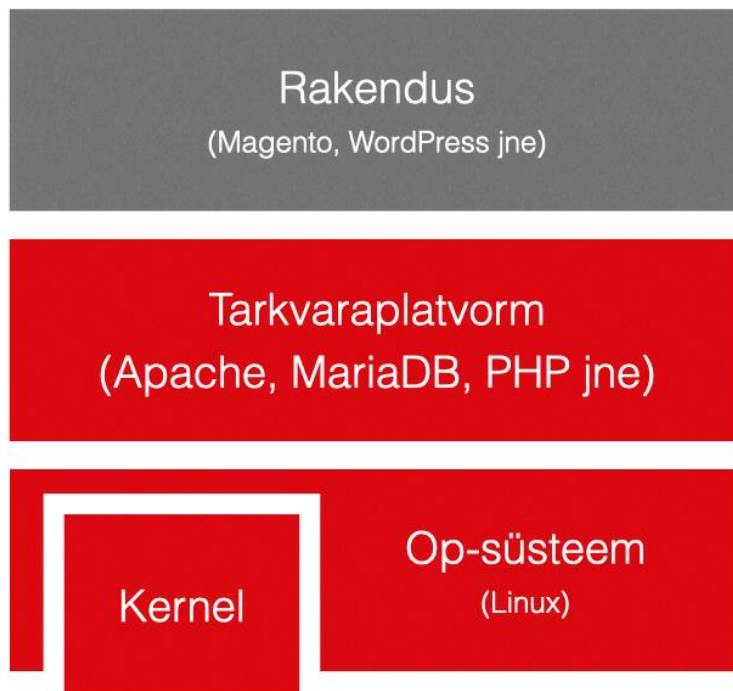 Rakendus
(Magento, WordPress jne)
Tarkvaraplatvorm
(Apache, MariaDB, PHP jne)
Op-süsteem
(Linux)
Kernel